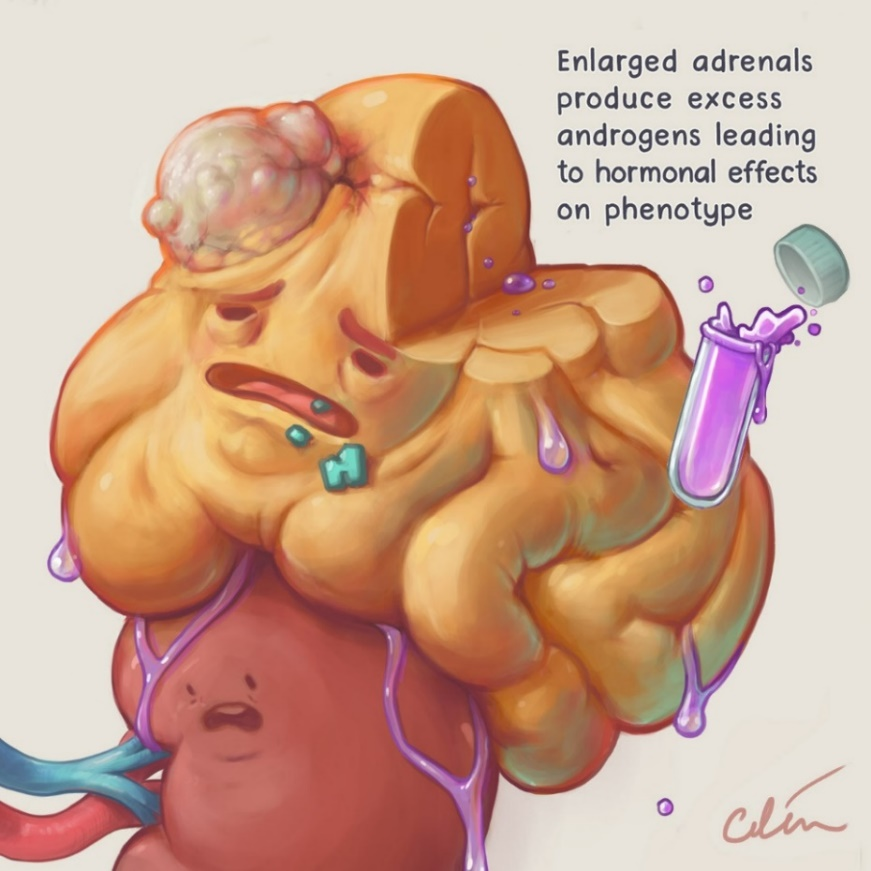 Enlarged adrenals
produce excess
androgens leading
to hormonal effects
on phenotype
H